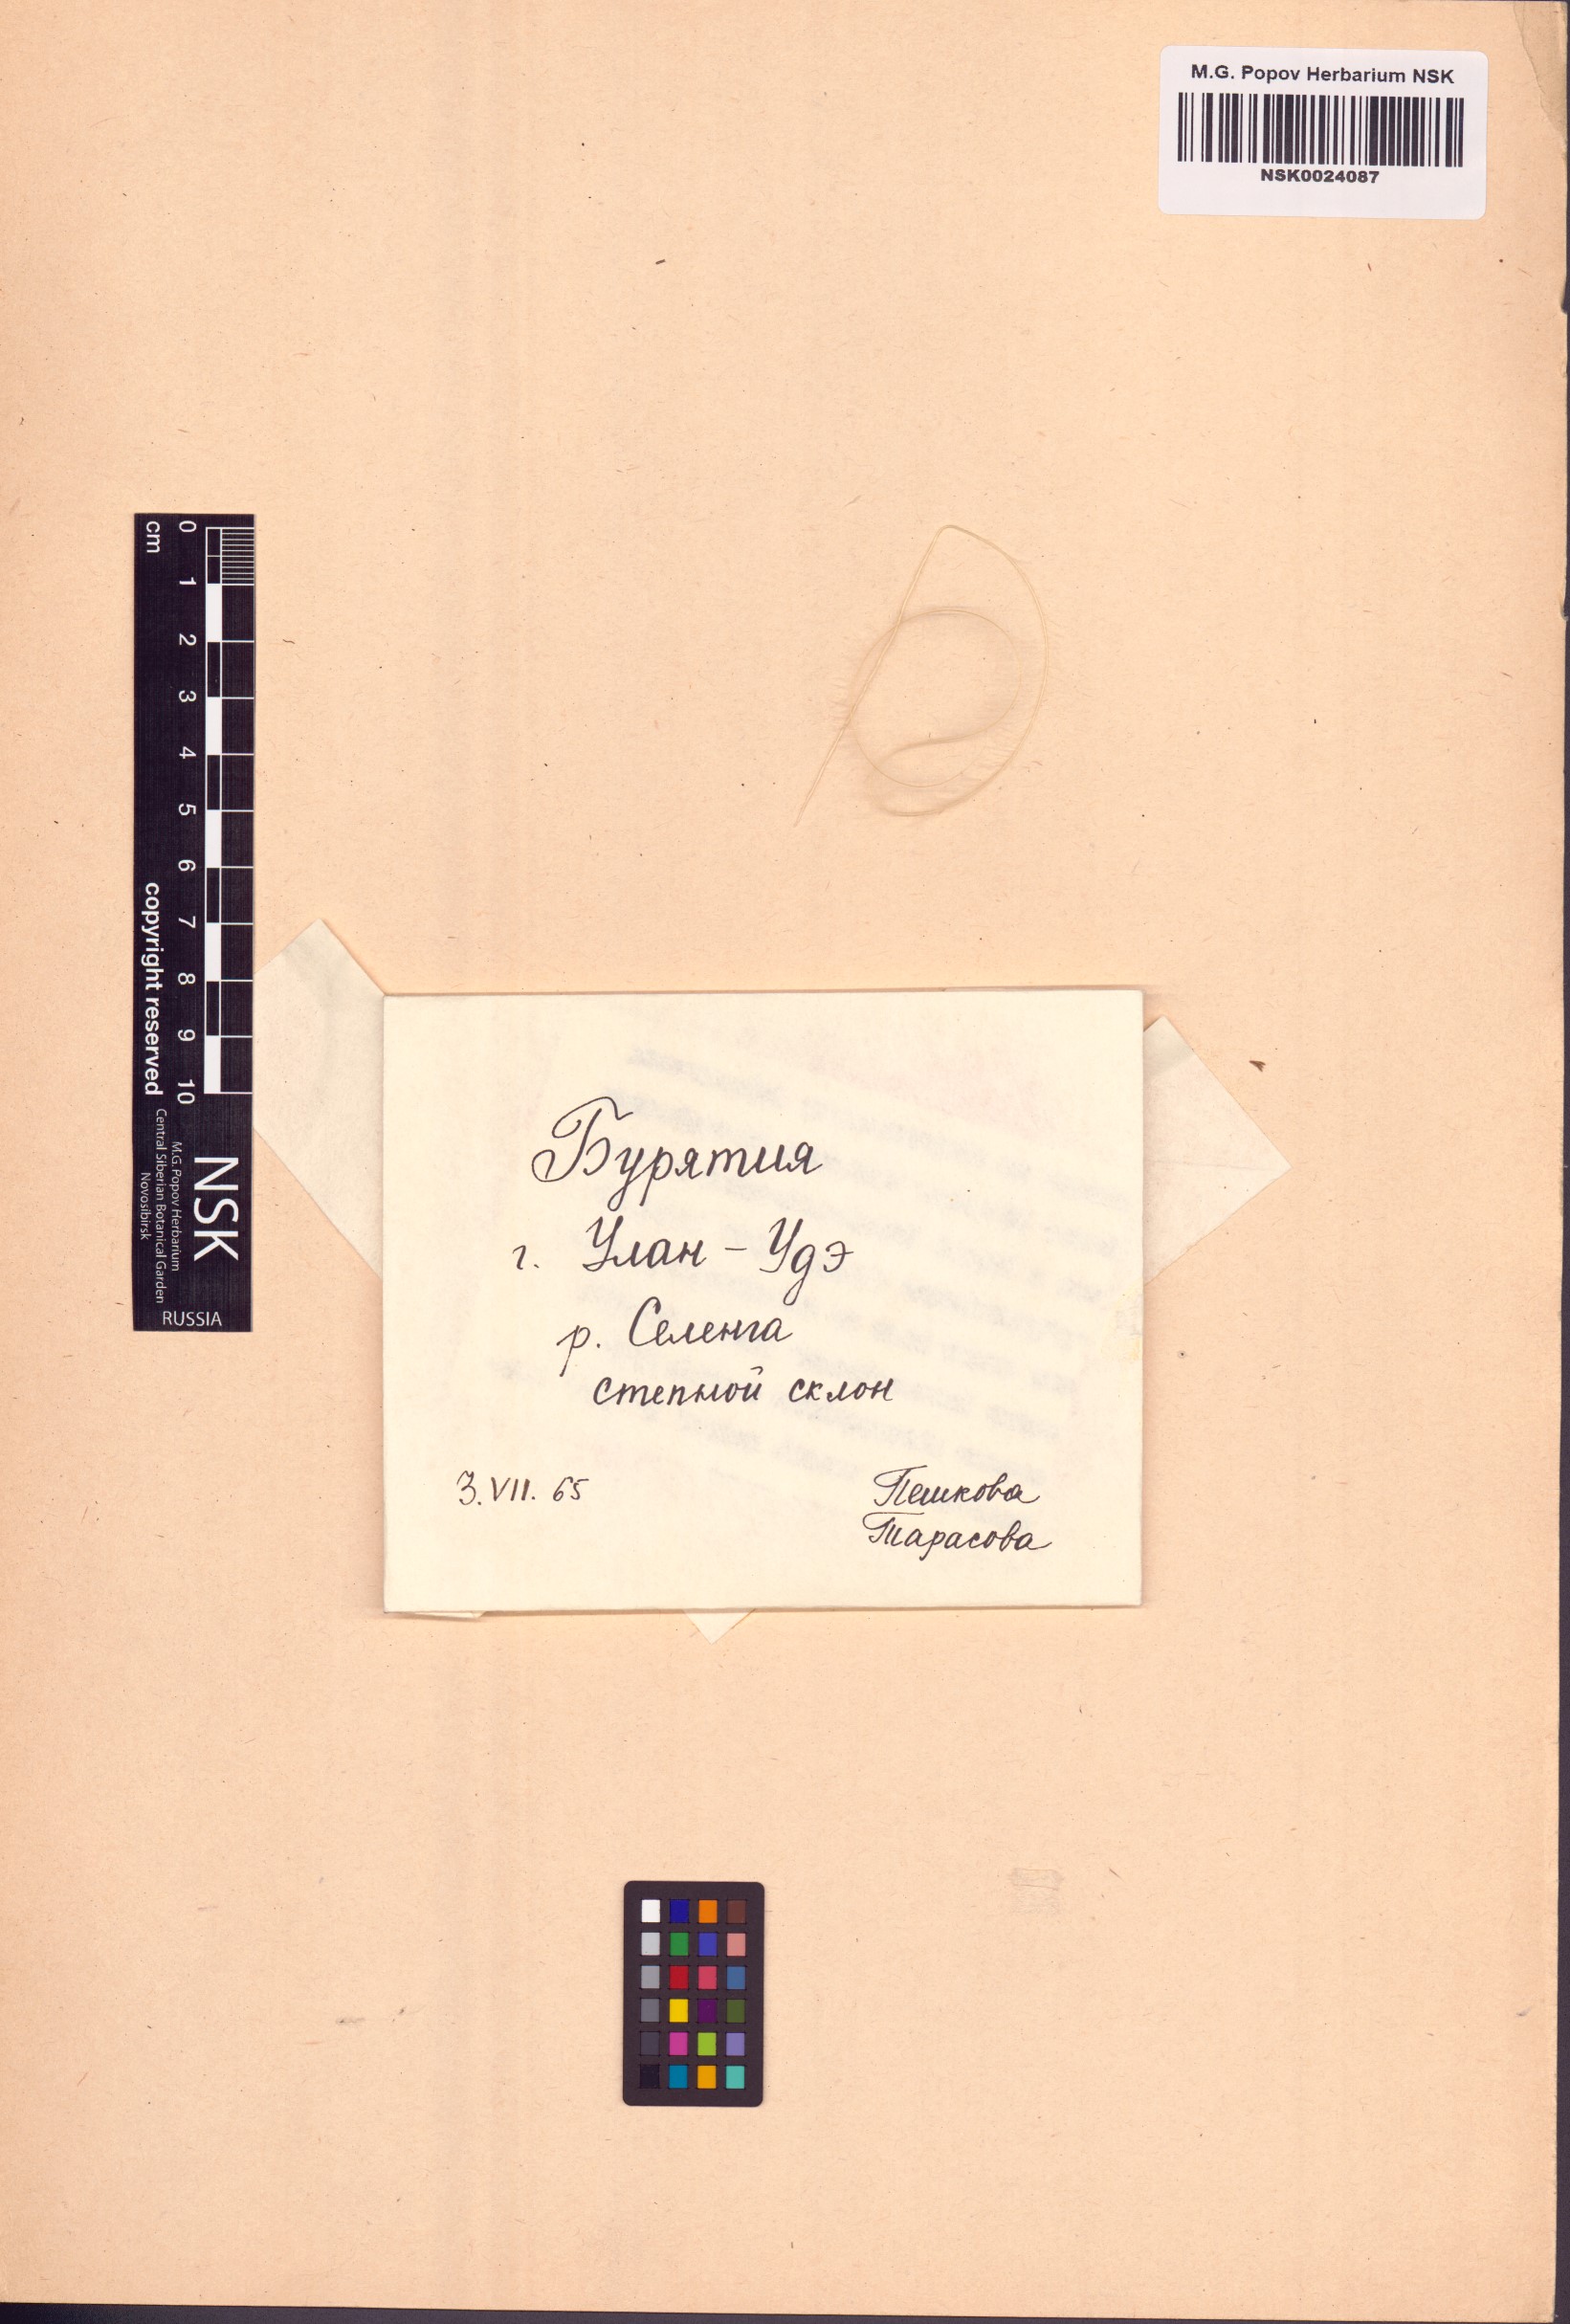 M.G. Popov Herbarium NSK
NSK0024087
cm
0 1 2 3 4 5 6 7 8 9 10
copyright reserved
NSK
M.G. Popov Herbarium
Central Siberian Botanical Garden
Novosibirsk
RUSSIA
Бурятия
г. Улан-Удэ
р. Селенга
степной склон
3.VII. 65
Пешкова
Тарасова